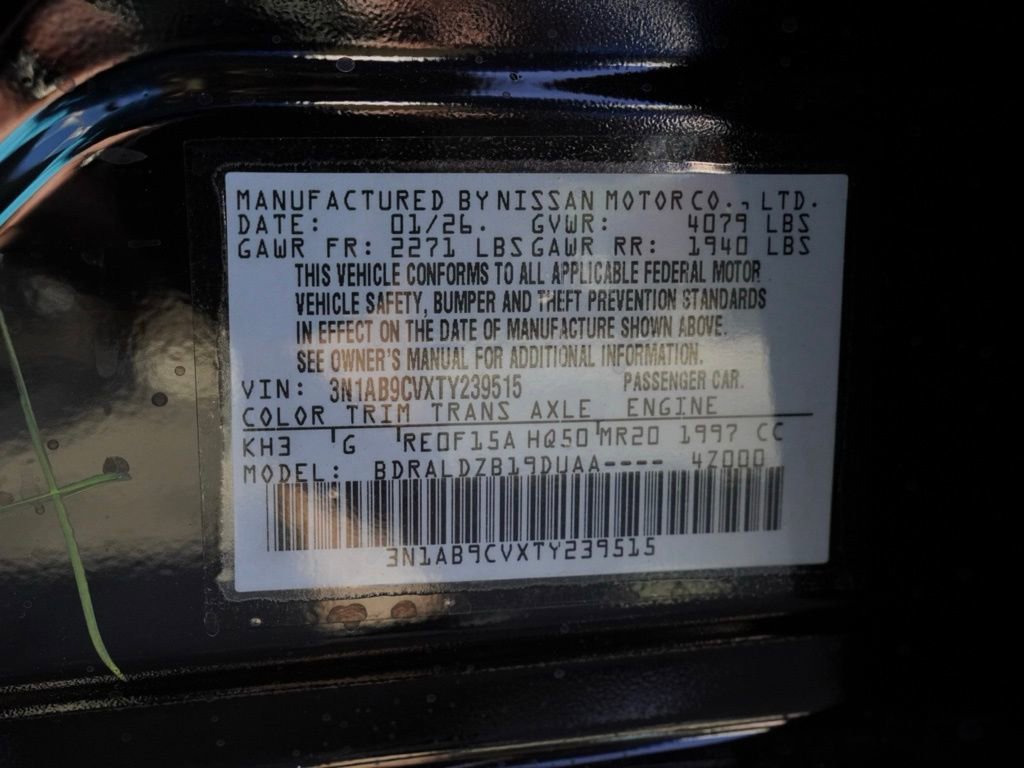 MANUFACTURED BY NISSAN MOTOR CO., LTD.
DATE: 01/26. GVWR: 4079 LBS
GAWR FR: 2271 LBS GAWR RR: 1940 LBS
THIS VEHICLE CONFORMS TO ALL APPLICABLE FEDERAL MOTOR
VEHICLE SAFETY, BUMPER AND THEFT PREVENTION STANDARDS
IN EFFECT ON THE DATE OF MANUFACTURE SHOWN ABOVE.
SEE OWNER'S MANUAL FOR ADDITIONAL INFORMATION.
VIN: 3N1AB9CVXTY239515 PASSENGER CAR.
COLOR TRIM TRANS AXLE ENGINE
KH3 G RE0F15A HQ50 MR20 1997 CC
MODEL: BDRALDZB19DUAA---- 4Z000
3N1AB9CVXTY239515